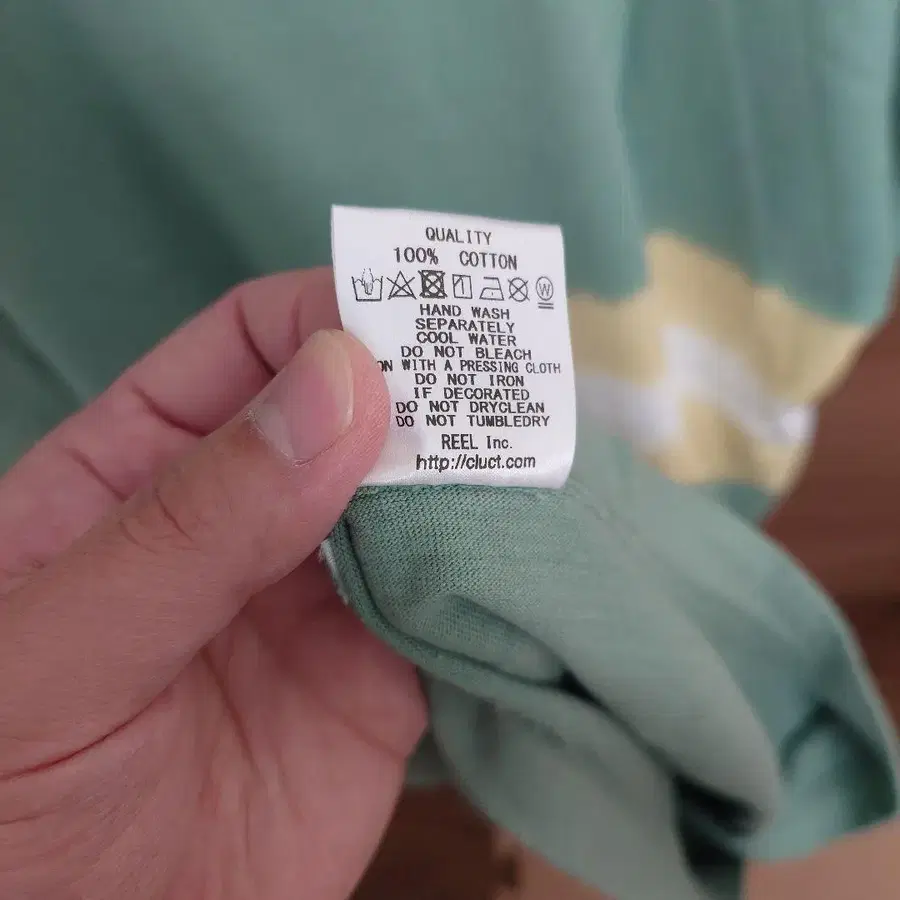 QUALITY
100% COTTON
W
HAND WASH
SEPARATELY
COOL WATER
DO NOT BLEACH
ON WITH A PRESSING CLOTH
DO NOT IRON
IF DECORATED
DO NOT DRYCLEAN
DO NOT TUMBLEDRY
REEL Inc.
http://cluct.com